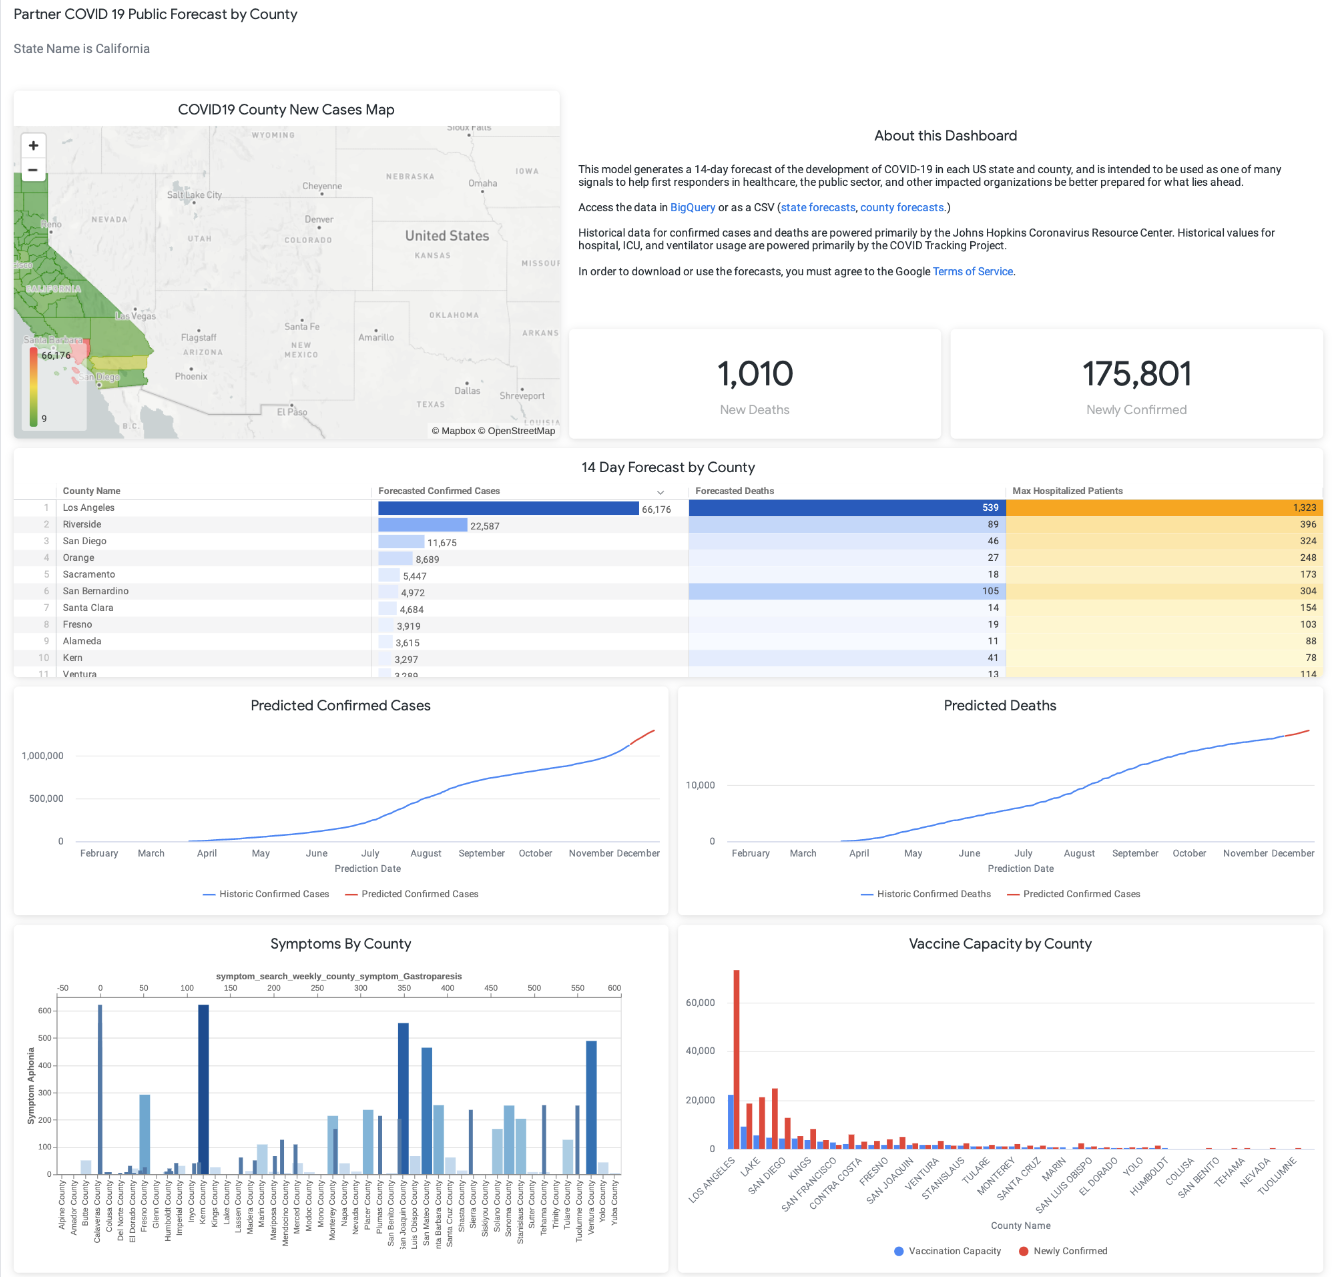 Partner COVID 19 Public Forecast by County
State Name is California
COVID19 County New Cases Map
+
−
WYOMING
Sioux Falls
IOWA
NEBRASKA
Salt Lake City
Cheyenne
Omaha
NEVADA
Reno
Denver
UTAH
COLORADO
United States
KANSAS
MISSOUR
CALIFORNIA
Las Vegas
Santa Fe
OKLAHOMA
Flagstaff
Amarillo
ARKANS
Santa Barbara
ARIZONA
NEW
MEXICO
66,176
San Diego
Phoenix
Dallas
Shreveport
TEXAS
El Paso
9
B.C.
LOUISIA
© Mapbox © OpenStreetMap
About this Dashboard
This model generates a 14-day forecast of the development of COVID-19 in each US state and county, and is intended to be used as one of many
signals to help first responders in healthcare, the public sector, and other impacted organizations be better prepared for what lies ahead.
Access the data in BigQuery or as a CSV (state forecasts, county forecasts.)
Historical data for confirmed cases and deaths are powered primarily by the Johns Hopkins Coronavirus Resource Center. Historical values for
hospital, ICU, and ventilator usage are powered primarily by the COVID Tracking Project.
In order to download or use the forecasts, you must agree to the Google Terms of Service.
1,010
New Deaths
175,801
Newly Confirmed
14 Day Forecast by County
County Name Forecasted Confirmed Cases Forecasted Deaths Max Hospitalized Patients
1 Los Angeles 66,176 539 1,323
2 Riverside 22,587 89 396
3 San Diego 11,675 46 324
4 Orange 8,689 27 248
5 Sacramento 5,447 18 173
6 San Bernardino 4,972 105 304
7 Santa Clara 4,684 14 154
8 Fresno 3,919 19 103
9 Alameda 3,615 11 88
10 Kern 3,297 41 78
11 Ventura 3,289 13 114
Predicted Confirmed Cases
1,000,000
500,000
0
February March April May June July August September October November December
Prediction Date
Historic Confirmed Cases Predicted Confirmed Cases
Predicted Deaths
10,000
0
February March April May June July August September October November December
Prediction Date
Historic Confirmed Deaths Predicted Confirmed Cases
Symptoms By County
symptom_search_weekly_county_symptom_Gastroparesis
-50 0 50 100 150 200 250 300 350 400 450 500 550 600
Symptom Aphonia
600
500
400
300
200
100
0
Alpine County
Amador County
Butte County
Calaveras County
Colusa County
Del Norte County
El Dorado County
Fresno County
Glenn County
Humboldt County
Imperial County
Inyo County
Kern County
Kings County
Lake County
Lassen County
Madera County
Marin County
Mariposa County
Mendocino County
Merced County
Modoc County
Mono County
Monterey County
Napa County
Nevada County
Placer County
Plumas County
San Benito County
San Joaquin County
Luis Obispo County
San Mateo County
nta Barbara County
Santa Cruz County
Shasta County
Sierra County
Siskiyou County
Solano County
Sonoma County
Stanislaus County
Sutter County
Tehama County
Trinity County
Tulare County
Tuolumne County
Ventura County
Yolo County
Yuba County
Vaccine Capacity by County
60,000
40,000
20,000
0
LOS ANGELES
LAKE
SAN DIEGO
KINGS
SAN FRANCISCO
CONTRA COSTA
FRESNO
SAN JOAQUIN
VENTURA
STANISLAUS
TULARE
MONTEREY
SANTA CRUZ
MARIN
SAN LUIS OBISPO
EL DORADO
YOLO
HUMBOLDT
COLUSA
SAN BENITO
TEHAMA
NEVADA
TUOLUMNE
County Name
Vaccination Capacity Newly Confirmed